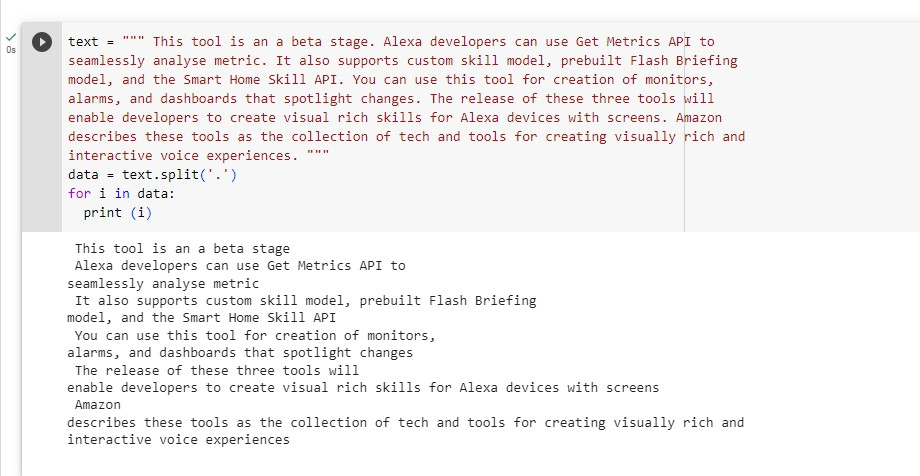 0s
text = """ This tool is an a beta stage. Alexa developers can use Get Metrics API to
seamlessly analyse metric. It also supports custom skill model, prebuilt Flash Briefing
model, and the Smart Home Skill API. You can use this tool for creation of monitors,
alarms, and dashboards that spotlight changes. The release of these three tools will
enable developers to create visual rich skills for Alexa devices with screens. Amazon
describes these tools as the collection of tech and tools for creating visually rich and
interactive voice experiences. """
data = text.split('.')
for i in data:
  print (i)
 This tool is an a beta stage
 Alexa developers can use Get Metrics API to
seamlessly analyse metric
 It also supports custom skill model, prebuilt Flash Briefing
model, and the Smart Home Skill API
 You can use this tool for creation of monitors,
alarms, and dashboards that spotlight changes
 The release of these three tools will
enable developers to create visual rich skills for Alexa devices with screens
 Amazon
describes these tools as the collection of tech and tools for creating visually rich and
interactive voice experiences